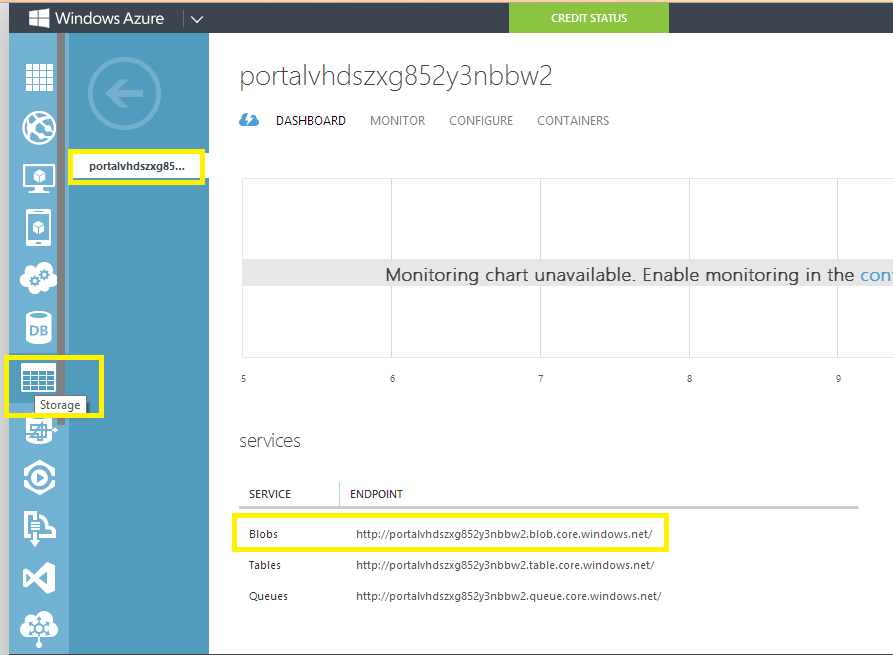 Windows Azure
CREDIT STATUS
portalvhdszxg852y3nbbw2
DASHBOARD MONITOR CONFIGURE CONTAINERS
portalvhdszxg85...
Monitoring chart unavailable. Enable monitoring in the con
5 6 7 8 9
DB
Storage
services
SERVICE ENDPOINT
Blobs http://portalvhdszxg852y3nbbw2.blob.core.windows.net/
Tables http://portalvhdszxg852y3nbbw2.table.core.windows.net/
Queues http://portalvhdszxg852y3nbbw2.queue.core.windows.net/